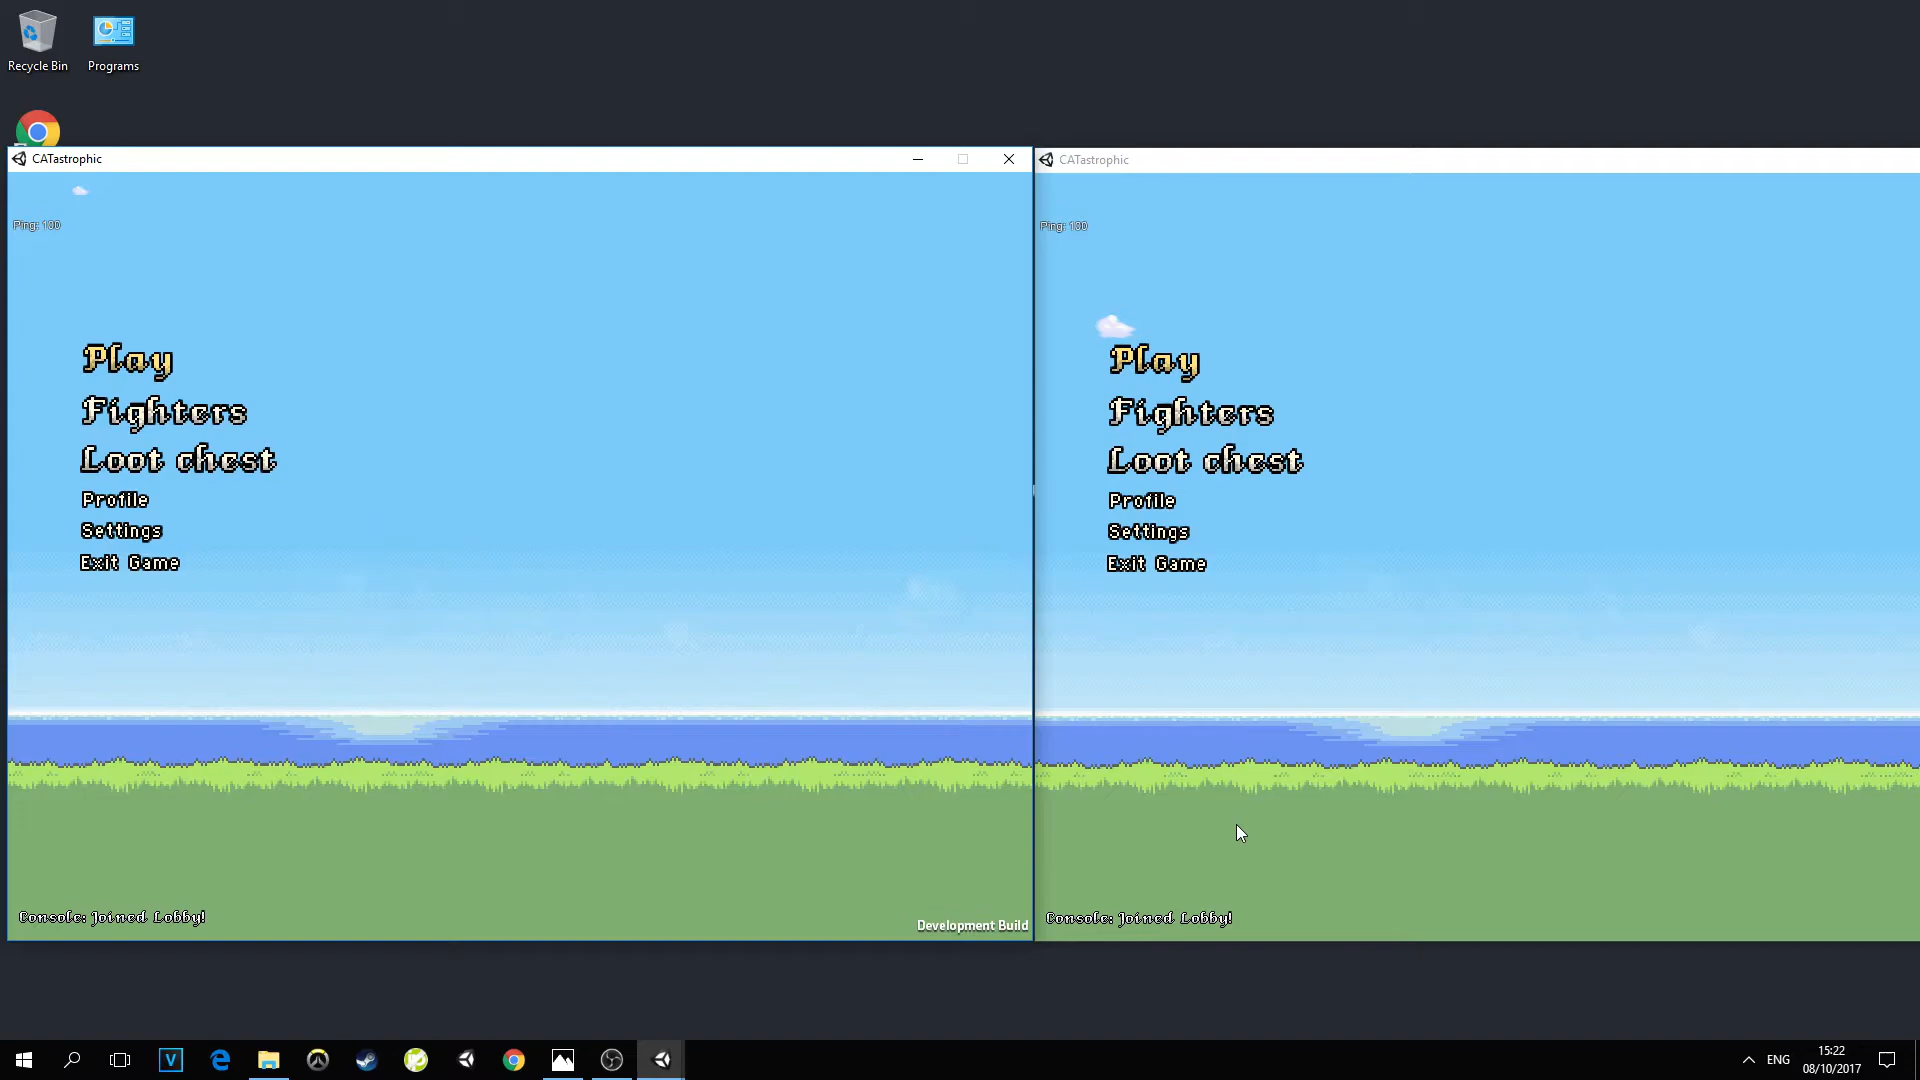 Recycle Bin
Programs
CATastrophic
Ping: 100
Play
Fighters
Loot chest
Profile
Settings
Exit Game
Console: Joined Lobby!
Development Build
CATastrophic
Ping: 100
Play
Fighters
Loot chest
Profile
Settings
Exit Game
Console: Joined Lobby!
V
ENG
15:22
08/10/2017